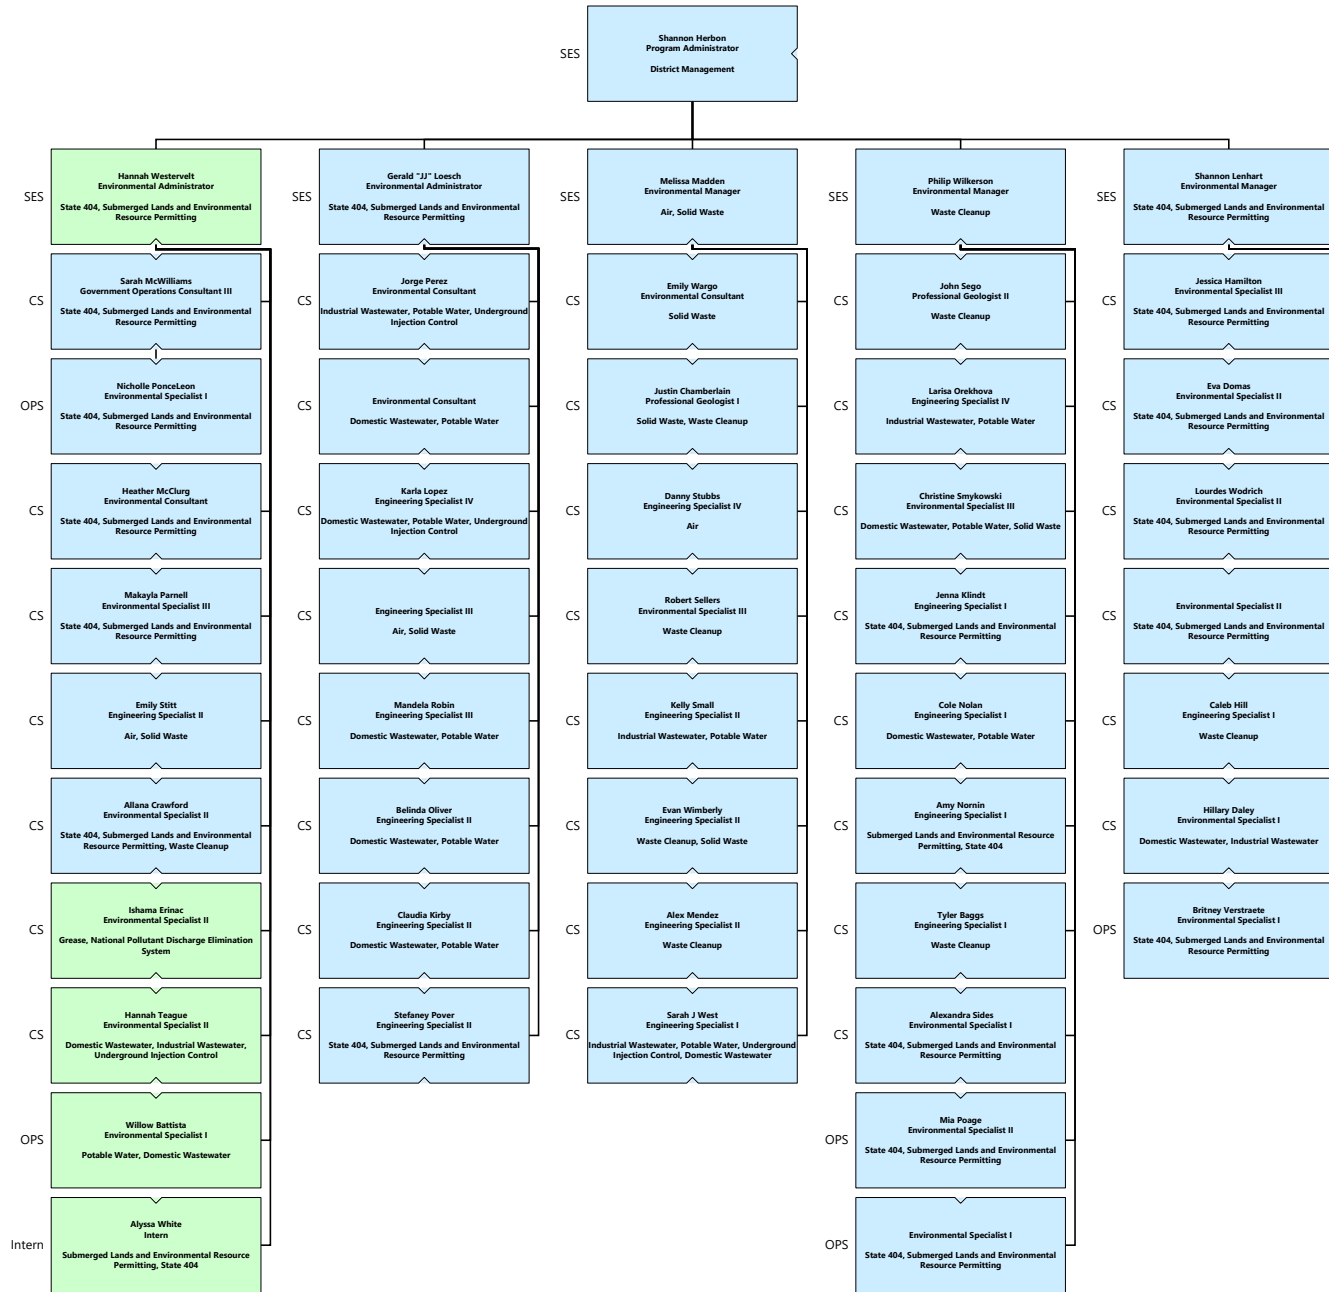 SES
Shannon Herbon
Program Administrator
District Management
SES
Hannah Westervelt
Environmental Administrator
State 404, Submerged Lands and Environmental
Resource Permitting
CS
Sarah McWilliams
Government Operations Consultant III
State 404, Submerged Lands and Environmental
Resource Permitting
OPS
Nicholle PonceLeon
Environmental Specialist I
State 404, Submerged Lands and Environmental
Resource Permitting
CS
Heather McClurg
Environmental Consultant
State 404, Submerged Lands and Environmental
Resource Permitting
CS
Makayla Parnell
Environmental Specialist III
State 404, Submerged Lands and Environmental
Resource Permitting
CS
Emily Stitt
Engineering Specialist II
Air, Solid Waste
CS
Allana Crawford
Environmental Specialist II
State 404, Submerged Lands and Environmental
Resource Permitting, Waste Cleanup
CS
Ishama Erinac
Environmental Specialist II
Grease, National Pollutant Discharge Elimination
System
CS
Hannah Teague
Environmental Specialist II
Domestic Wastewater, Industrial Wastewater,
Underground Injection Control
OPS
Willow Battista
Environmental Specialist I
Potable Water, Domestic Wastewater
Intern
Alyssa White
Intern
Submerged Lands and Environmental Resource
Permitting, State 404
SES
Gerald "JJ" Loesch
Environmental Administrator
State 404, Submerged Lands and Environmental
Resource Permitting
CS
Jorge Perez
Environmental Consultant
Industrial Wastewater, Potable Water, Underground
Injection Control
CS
Environmental Consultant
Domestic Wastewater, Potable Water
CS
Karla Lopez
Engineering Specialist IV
Domestic Wastewater, Potable Water, Underground
Injection Control
CS
Engineering Specialist III
Air, Solid Waste
CS
Mandela Robin
Engineering Specialist III
Domestic Wastewater, Potable Water
CS
Belinda Oliver
Engineering Specialist II
Domestic Wastewater, Potable Water
CS
Claudia Kirby
Engineering Specialist II
Domestic Wastewater, Potable Water
CS
Stefaney Pover
Engineering Specialist II
State 404, Submerged Lands and Environmental
Resource Permitting
SES
Melissa Madden
Environmental Manager
Air, Solid Waste
CS
Emily Wargo
Environmental Consultant
Solid Waste
CS
Justin Chamberlain
Professional Geologist I
Solid Waste, Waste Cleanup
CS
Danny Stubbs
Engineering Specialist IV
Air
CS
Robert Sellers
Environmental Specialist III
Waste Cleanup
CS
Kelly Small
Engineering Specialist II
Industrial Wastewater, Potable Water
CS
Evan Wimberly
Engineering Specialist II
Waste Cleanup, Solid Waste
CS
Alex Mendez
Engineering Specialist II
Waste Cleanup
CS
Sarah J West
Engineering Specialist I
Industrial Wastewater, Potable Water, Underground
Injection Control, Domestic Wastewater
SES
Philip Wilkerson
Environmental Manager
Waste Cleanup
CS
John Sego
Professional Geologist II
Waste Cleanup
CS
Larisa Orekhova
Engineering Specialist IV
Industrial Wastewater, Potable Water
CS
Christine Smykowski
Environmental Specialist III
Domestic Wastewater, Potable Water, Solid Waste
CS
Jenna Klindt
Engineering Specialist I
State 404, Submerged Lands and Environmental
Resource Permitting
CS
Cole Nolan
Engineering Specialist I
Domestic Wastewater, Potable Water
CS
Amy Nornin
Engineering Specialist I
Submerged Lands and Environmental Resource
Permitting, State 404
CS
Tyler Baggs
Engineering Specialist I
Waste Cleanup
CS
Alexandra Sides
Environmental Specialist I
State 404, Submerged Lands and Environmental
Resource Permitting
OPS
Mia Poage
Environmental Specialist II
State 404, Submerged Lands and Environmental
Resource Permitting
OPS
Environmental Specialist I
State 404, Submerged Lands and Environmental
Resource Permitting
SES
Shannon Lenhart
Environmental Manager
State 404, Submerged Lands and Environmental
Resource Permitting
CS
Jessica Hamilton
Environmental Specialist III
State 404, Submerged Lands and Environmental
Resource Permitting
CS
Eva Domas
Environmental Specialist II
State 404, Submerged Lands and Environmental
Resource Permitting
CS
Lourdes Wodrich
Environmental Specialist II
State 404, Submerged Lands and Environmental
Resource Permitting
CS
Environmental Specialist II
State 404, Submerged Lands and Environmental
Resource Permitting
CS
Caleb Hill
Engineering Specialist I
Waste Cleanup
CS
Hillary Daley
Environmental Specialist I
Domestic Wastewater, Industrial Wastewater
OPS
Britney Verstraete
Environmental Specialist I
State 404, Submerged Lands and Environmental
Resource Permitting